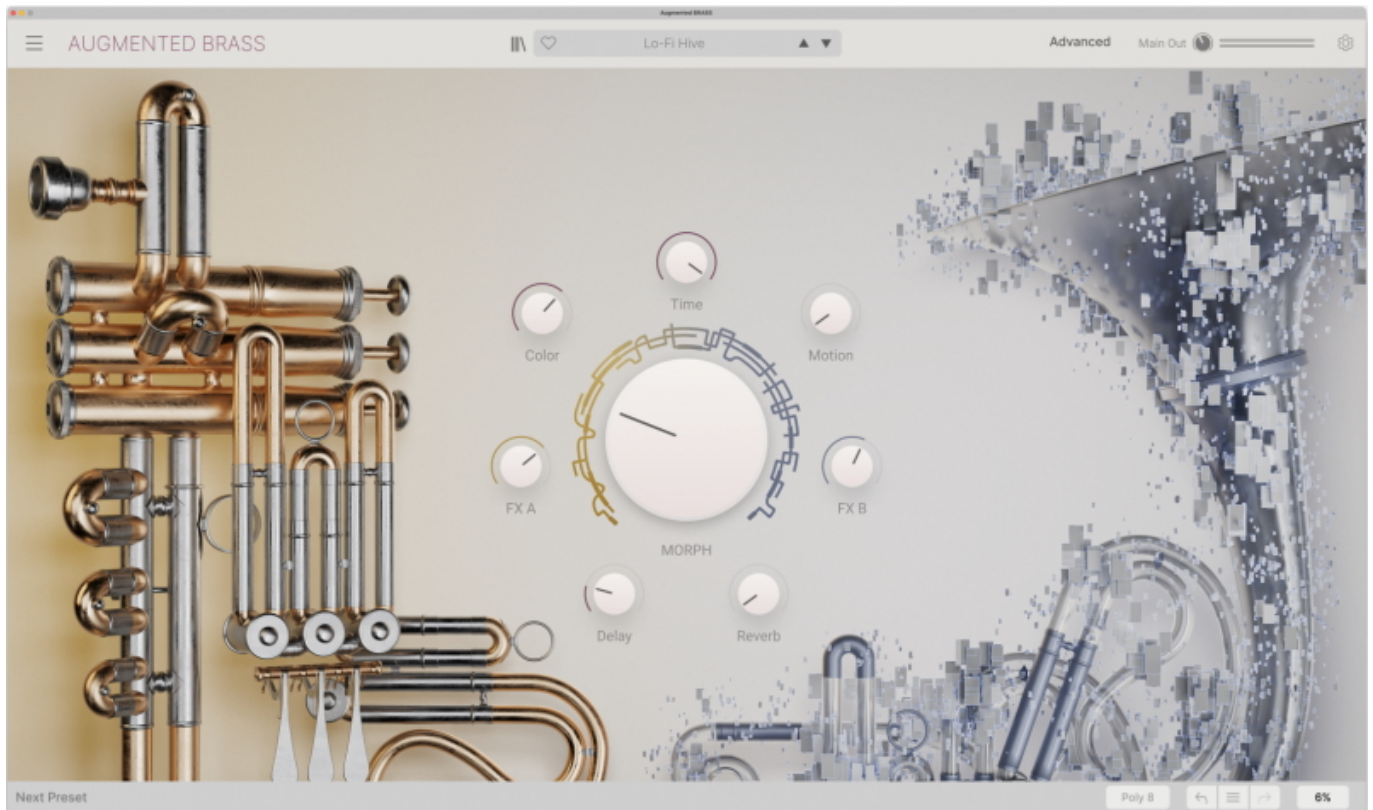 Augmented BRASS
AUGMENTED BRASS
Lo-Fi Hive
Advanced
Main Out
Time
Color
Motion
FX A
FX B
MORPH
Delay
Reverb
Next Preset
Poly 8
6%